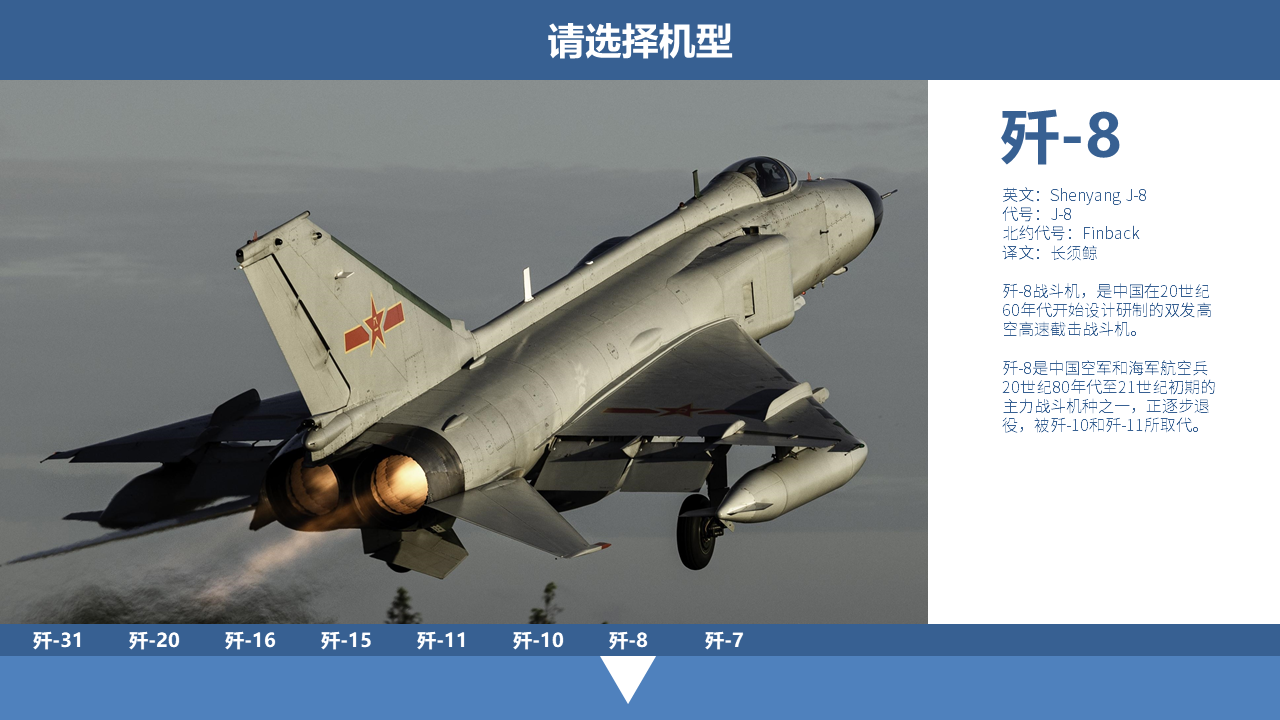 请选择机型
歼-8
英文：Shenyang J-8
代号：J-8
北约代号：Finback
译文：长须鲸
歼-8战斗机，是中国在20世纪
60年代开始设计研制的双发高
空高速截击战斗机。
歼-8是中国空军和海军航空兵
20世纪80年代至21世纪初期的
主力战斗机种之一，正逐步退
役，被歼-10和歼-11所取代。
歼-31 歼-20 歼-16 歼-15 歼-11 歼-10 歼-8 歼-7